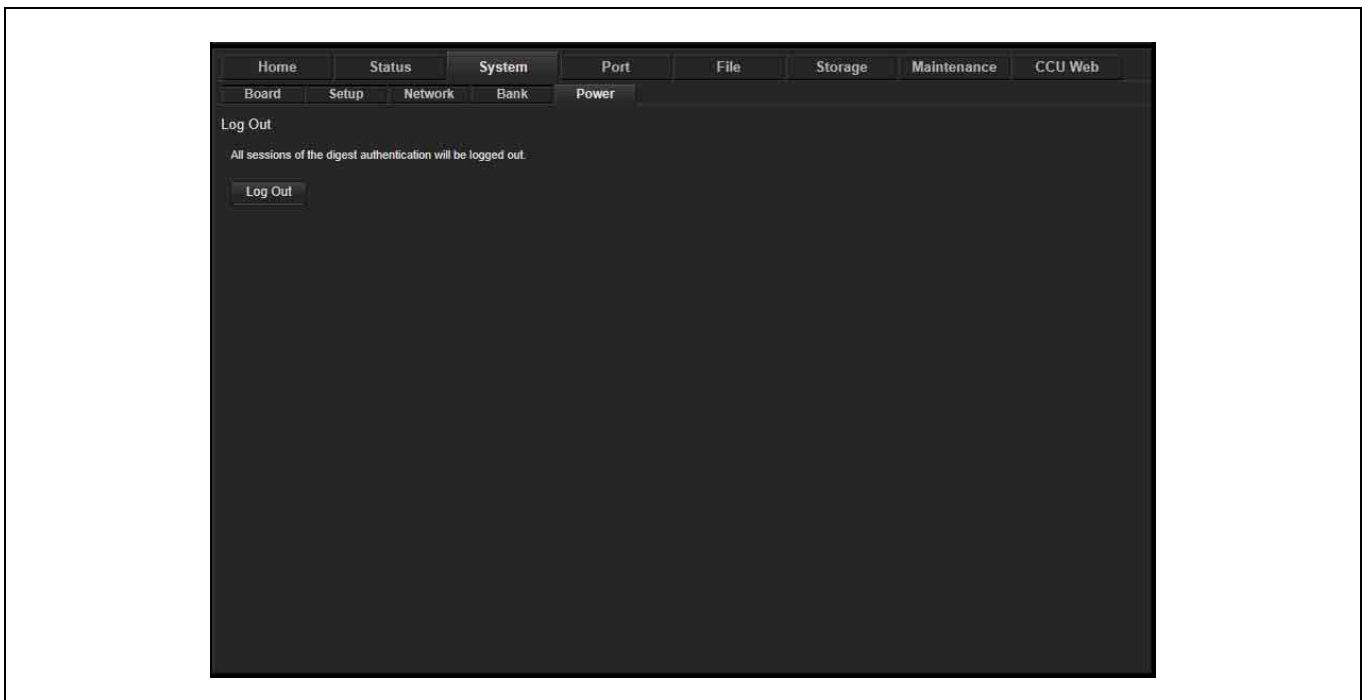 Home Status System Port File Storage Maintenance CCU Web
Board Setup Network Bank Power
Log Out
All sessions of the digest authentication will be logged out.
Log Out